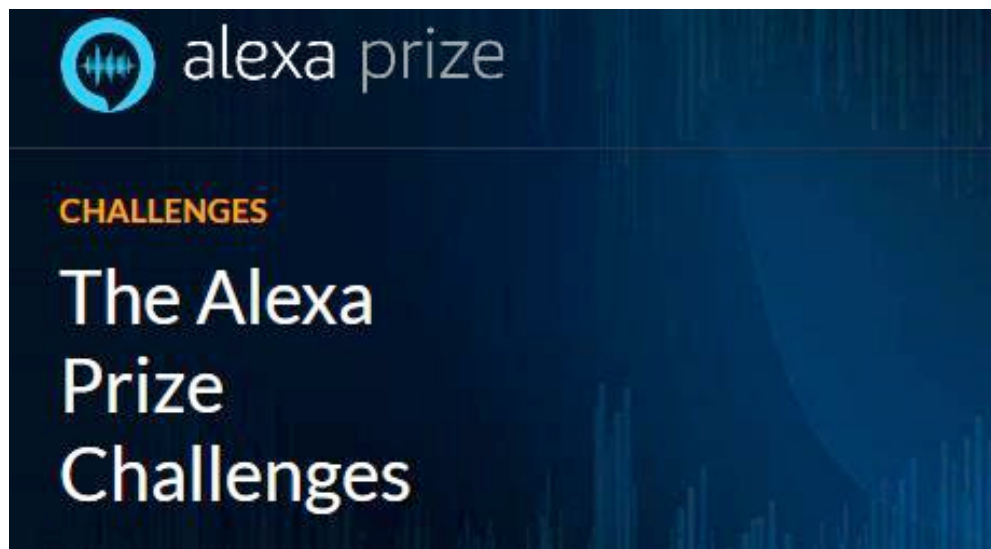 alexa prize
CHALLENGES
The Alexa
Prize
Challenges